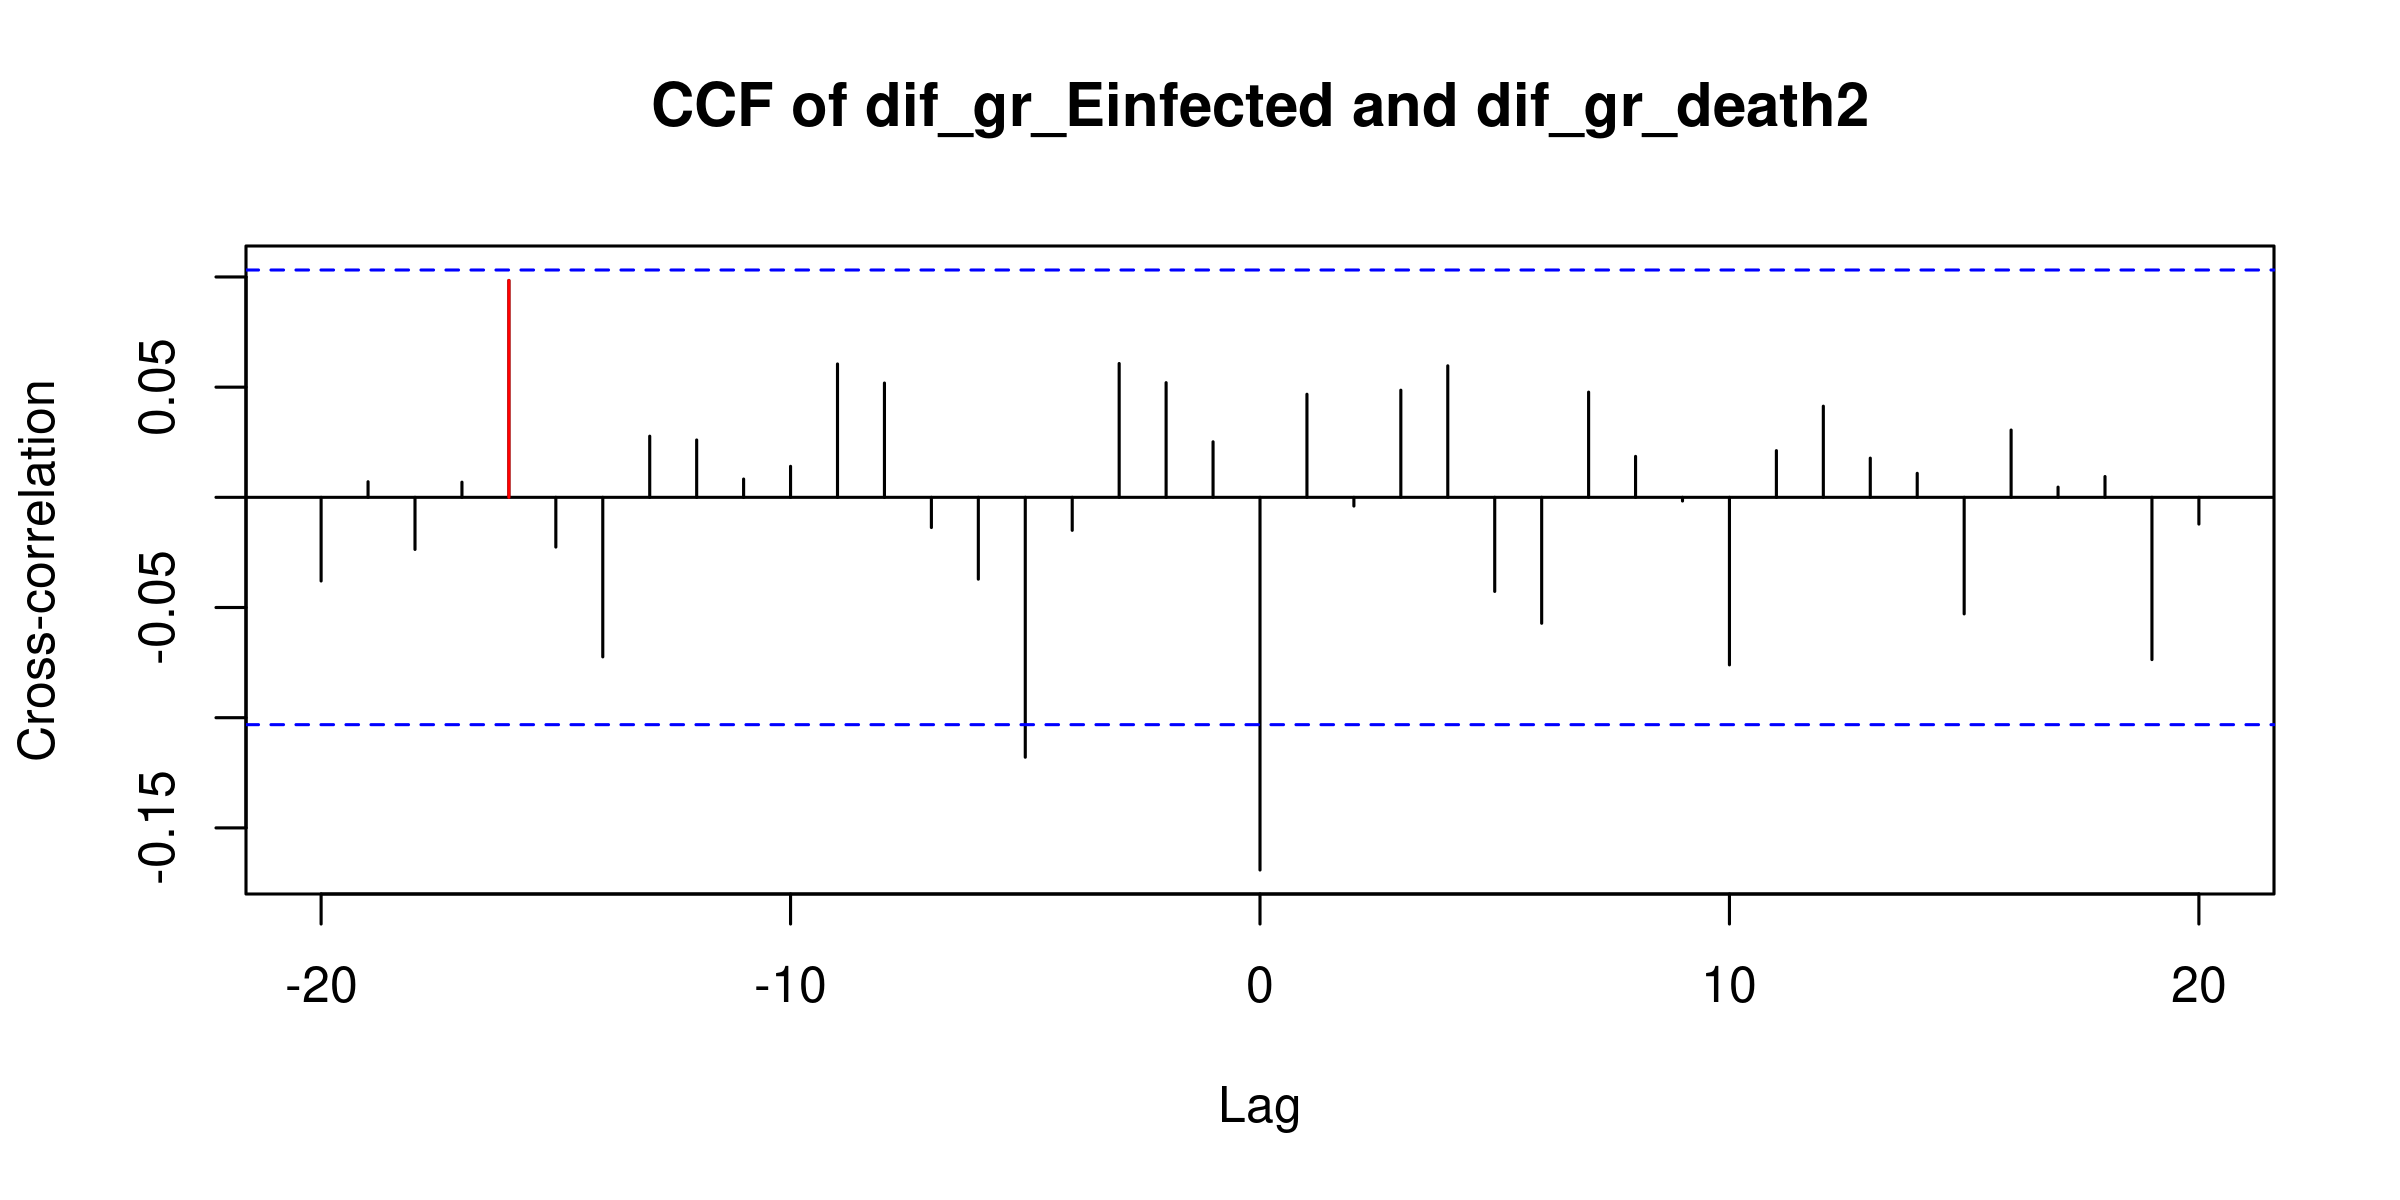 CCF of dif_gr_Einfected and dif_gr_death2
Cross-correlation
0.05
-0.05
-0.15
-20
-10
0
10
20
Lag